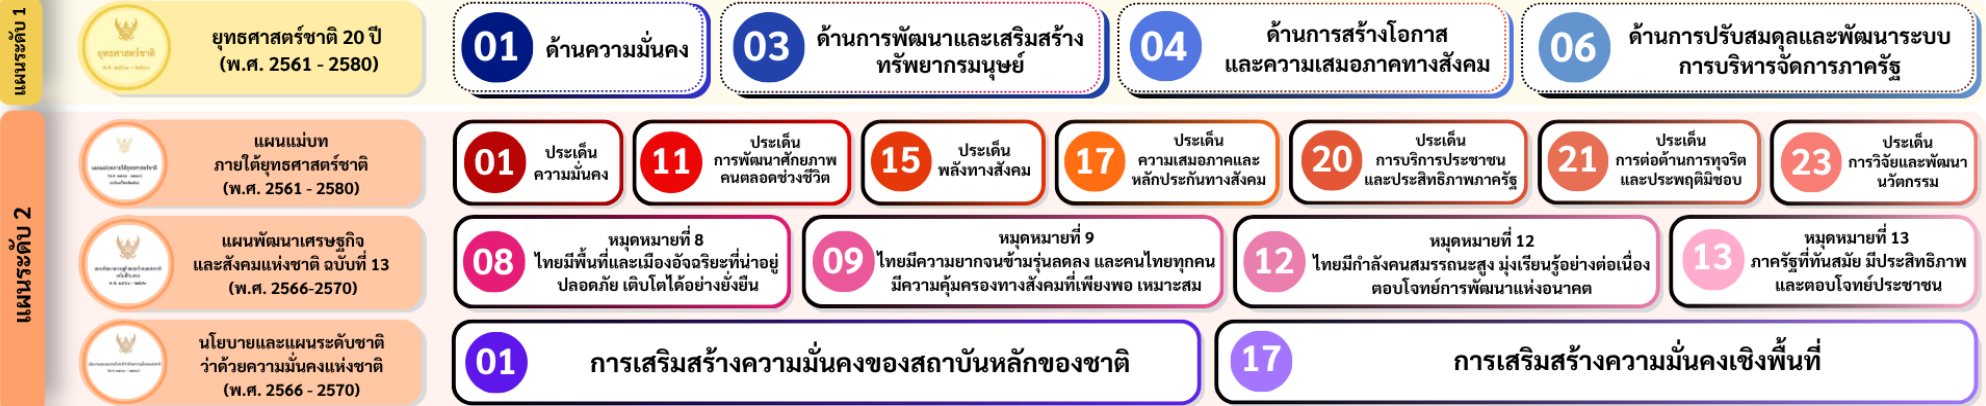 แผนระดับ 1
ยุทธศาสตร์ชาติ
ยุทธศาสตร์ชาติ 20 ปี
(พ.ศ. 2561 - 2580)
01
ด้านความมั่นคง
03
ด้านการพัฒนาและเสริมสร้าง
ทรัพยากรมนุษย์
04
ด้านการสร้างโอกาส
และความเสมอภาคทางสังคม
06
ด้านการปรับสมดุลและพัฒนาระบบ
การบริหารจัดการภาครัฐ
แผนระดับ 2
แผนแม่บท
ภายใต้ยุทธศาสตร์ชาติ
(พ.ศ. 2561 - 2580)
01
ประเด็น
ความมั่นคง
11
ประเด็น
การพัฒนาศักยภาพ
คนตลอดช่วงชีวิต
15
ประเด็น
พลังทางสังคม
17
ประเด็น
ความเสมอภาคและ
หลักประกันทางสังคม
20
ประเด็น
การบริการประชาชน
และประสิทธิภาพภาครัฐ
21
ประเด็น
การต่อต้านการทุจริต
และประพฤติมิชอบ
23
ประเด็น
การวิจัยและพัฒนา
นวัตกรรม
แผนพัฒนาเศรษฐกิจ
และสังคมแห่งชาติ ฉบับที่ 13
(พ.ศ. 2566-2570)
08
หมุดหมายที่ 8
ไทยมีพื้นที่และเมืองอัจฉริยะที่น่าอยู่
ปลอดภัย เติบโตได้อย่างยั่งยืน
09
หมุดหมายที่ 9
ไทยมีความยากจนข้ามรุ่นลดลง และคนไทยทุกคน
มีความคุ้มครองทางสังคมที่เพียงพอ เหมาะสม
12
หมุดหมายที่ 12
ไทยมีกำลังคนสมรรถนะสูง มุ่งเรียนรู้อย่างต่อเนื่อง
ตอบโจทย์การพัฒนาแห่งอนาคต
13
หมุดหมายที่ 13
ภาครัฐที่ทันสมัย มีประสิทธิภาพ
และตอบโจทย์ประชาชน
นโยบายและแผนระดับชาติ
ว่าด้วยความมั่นคงแห่งชาติ
(พ.ศ. 2566 - 2570)
01
การเสริมสร้างความมั่นคงของสถาบันหลักของชาติ
17
การเสริมสร้างความมั่นคงเชิงพื้นที่